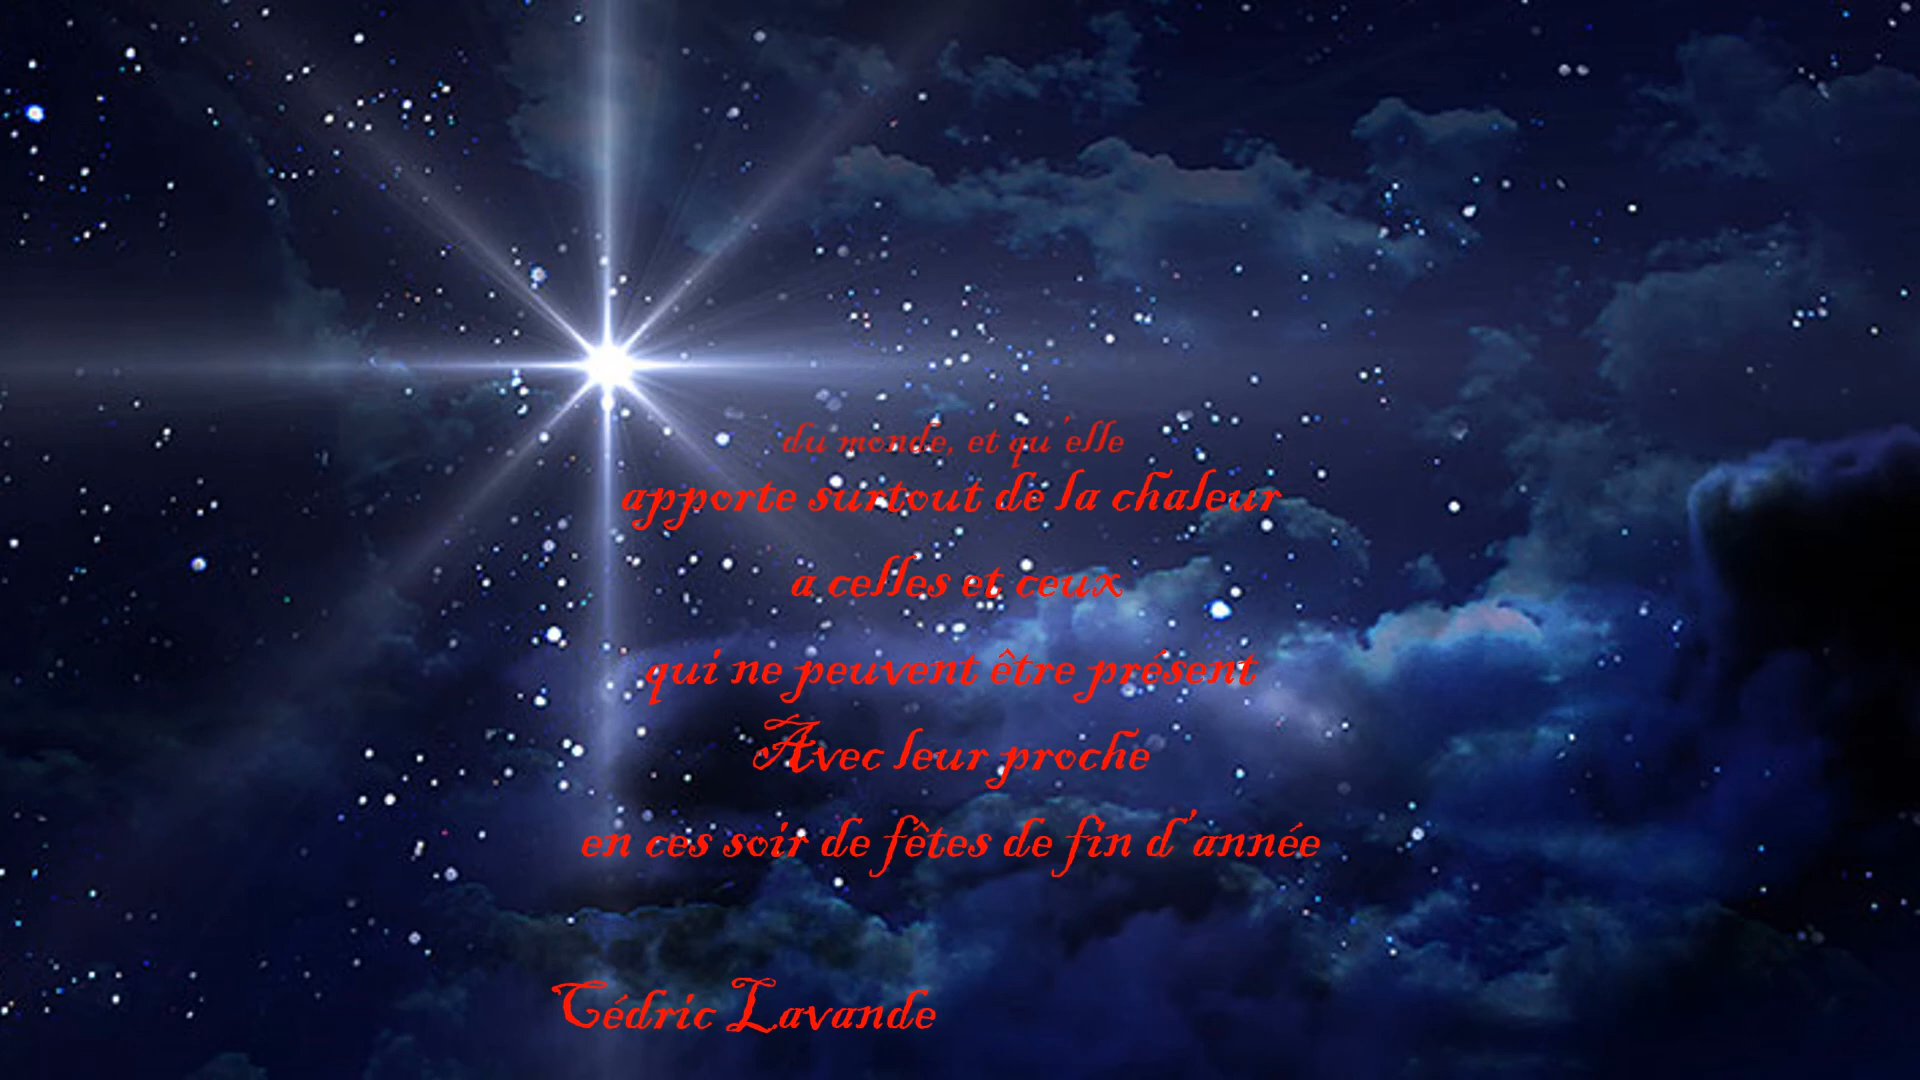 du monde, et qu'elle
apporte surtout de la chaleur
a celles et ceux
qui ne peuvent être présent
Avec leur proche
en ces soir de fêtes de fin d'année
Cédric Lavande